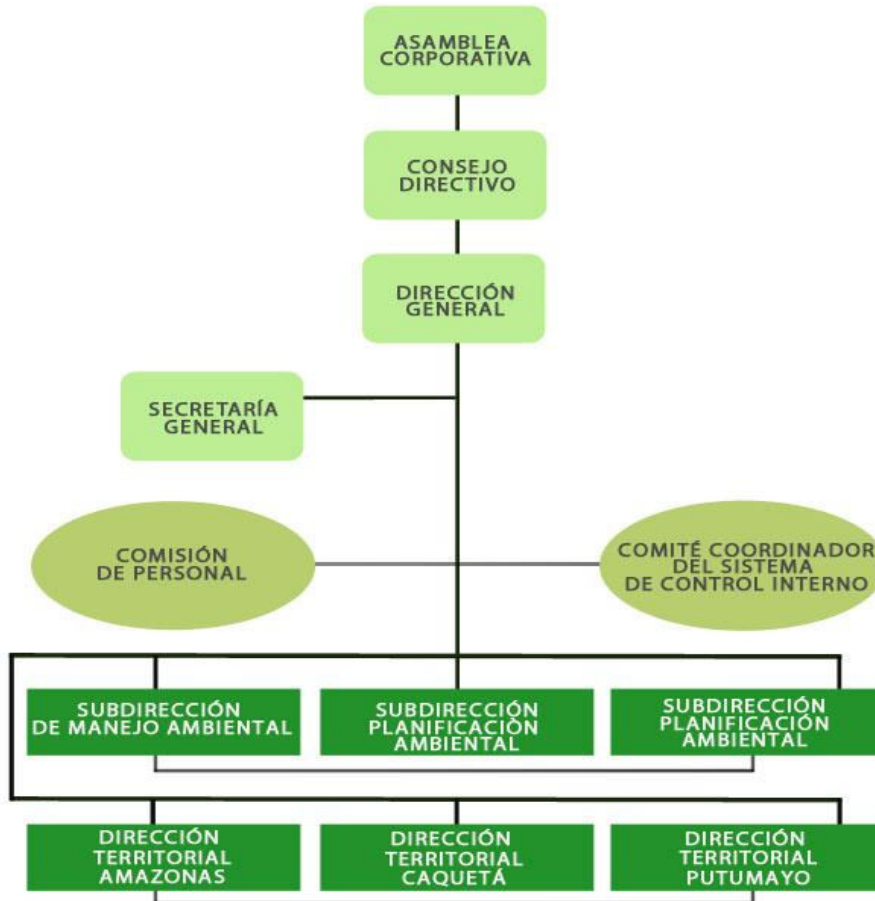 ASAMBLEA
CORPORATIVA
CONSEJO
DIRECTIVO
DIRECCIÓN
GENERAL
SECRETARÍA
GENERAL
COMISIÓN
DE PERSONAL
COMITÉ COORDINADOR
DEL SISTEMA
DE CONTROL INTERNO
SUBDIRECCIÓN
DE MANEJO AMBIENTAL
SUBDIRECCIÓN
PLANIFICACIÒN
AMBIENTAL
SUBDIRECCIÓN
PLANIFICACIÓN
AMBIENTAL
DIRECCIÓN
TERRITORIAL
AMAZONAS
DIRECCIÓN
TERRITORIAL
CAQUETÁ
DIRECCIÓN
TERRITORIAL
PUTUMAYO